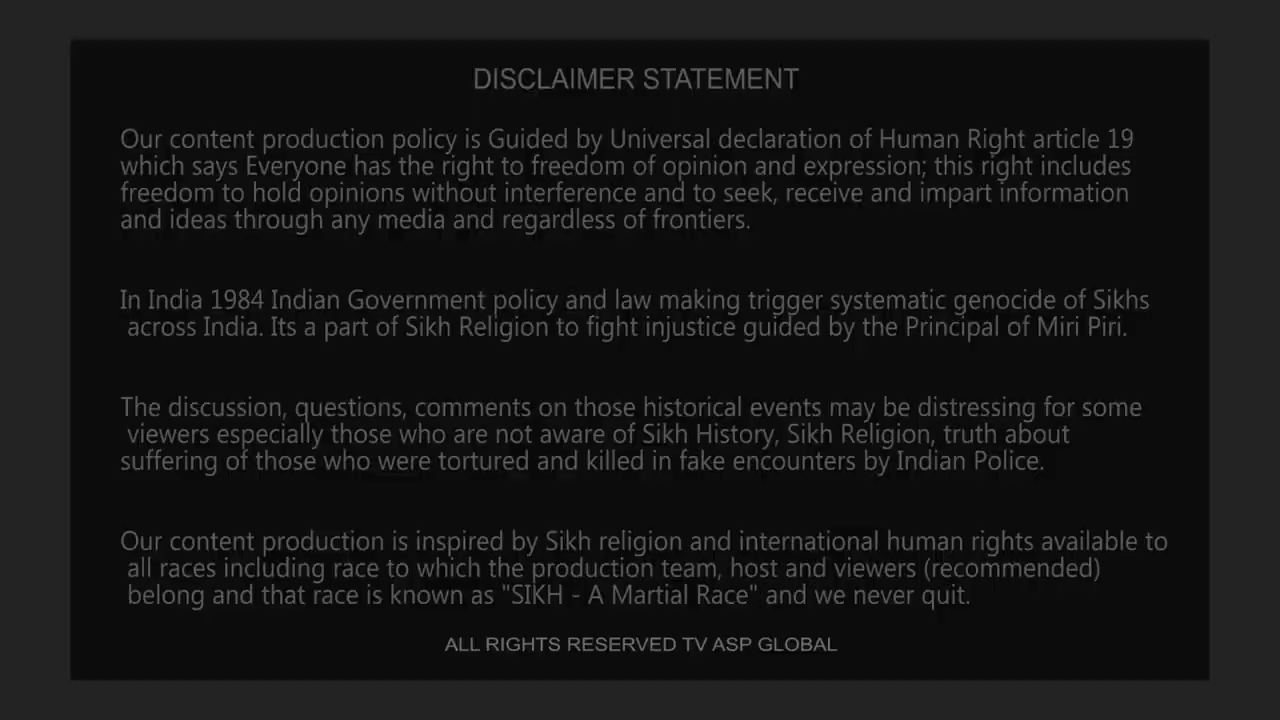 DISCLAIMER STATEMENT
Our content production policy is Guided by Universal declaration of Human Right article 19
which says Everyone has the right to freedom of opinion and expression; this right includes
freedom to hold opinions without interference and to seek, receive and impart information
and ideas through any media and regardless of frontiers.
In India 1984 Indian Government policy and law making trigger systematic genocide of Sikhs
across India. Its a part of Sikh Religion to fight injustice guided by the Principal of Miri Piri.
The discussion, questions, comments on those historical events may be distressing for some
viewers especially those who are not aware of Sikh History, Sikh Religion, truth about
suffering of those who were tortured and killed in fake encounters by Indian Police.
Our content production is inspired by Sikh religion and international human rights available to
all races including race to which the production team, host and viewers (recommended)
belong and that race is known as "SIKH - A Martial Race" and we never quit.
ALL RIGHTS RESERVED TV ASP GLOBAL